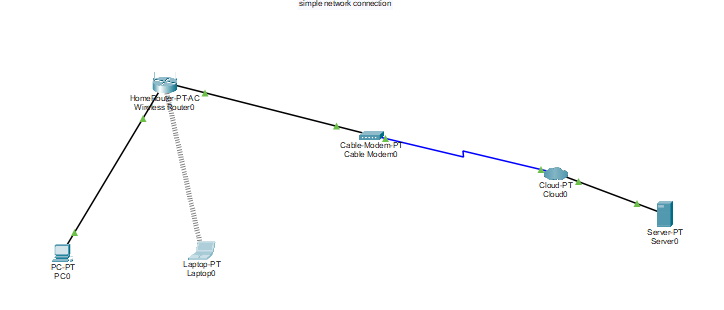 simple network connection
HomeRouter-PT-AC
Wireless Router0
Cable-Modem-PT
Cable Modem0
Cloud-PT
Cloud0
Server-PT
Server0
PC-PT
PC0
Laptop-PT
Laptop0